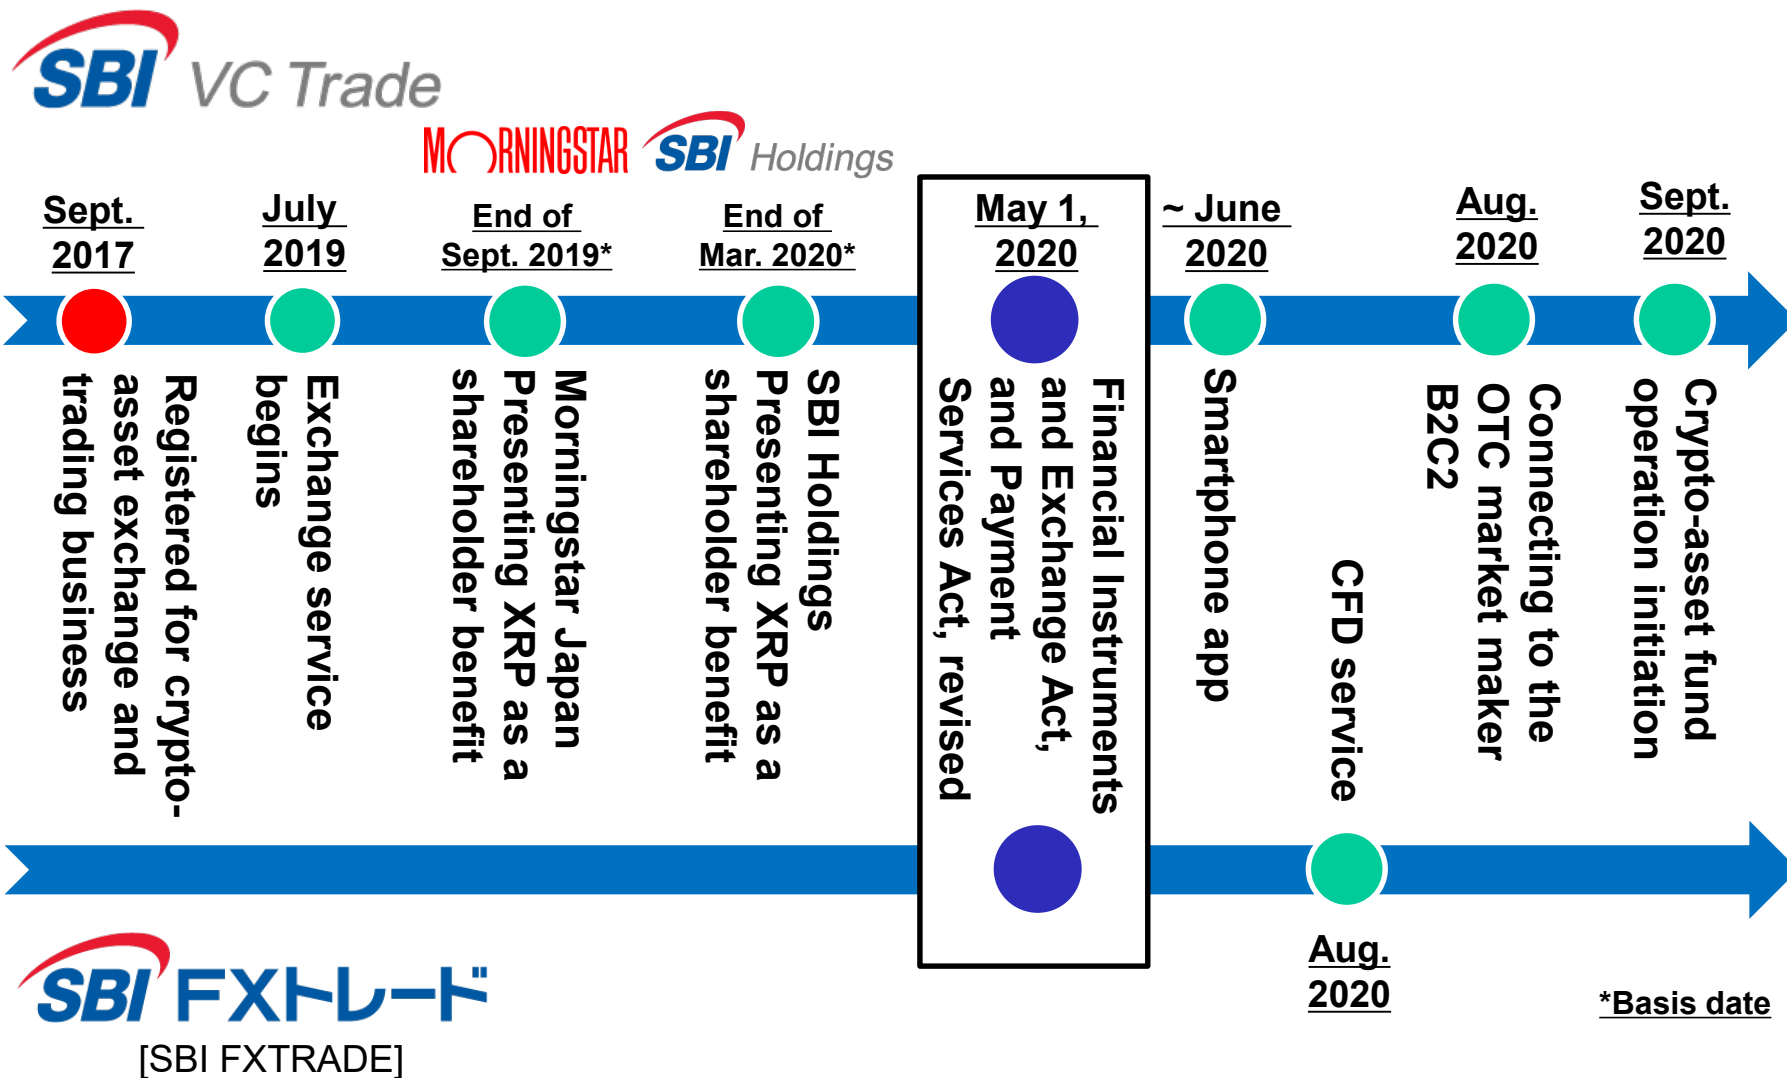 SBI VC Trade
MORNINGSTAR
SBI Holdings
Sept.
2017
July
2019
End of
Sept. 2019*
End of
Mar. 2020*
May 1,
2020
~ June
2020
Aug.
2020
Sept.
2020
Registered for crypto-
asset exchange and
trading business
Exchange service
begins
Morningstar Japan
Presenting XRP as a
shareholder benefit
SBI Holdings
Presenting XRP as a
shareholder benefit
Financial Instruments
and Exchange Act,
and Payment
Services Act, revised
Smartphone app
CFD service
Connecting to the
OTC market maker
B2C2
Crypto-asset fund
operation initiation
Aug.
2020
SBI FXトレード
[SBI FXTRADE]
*Basis date